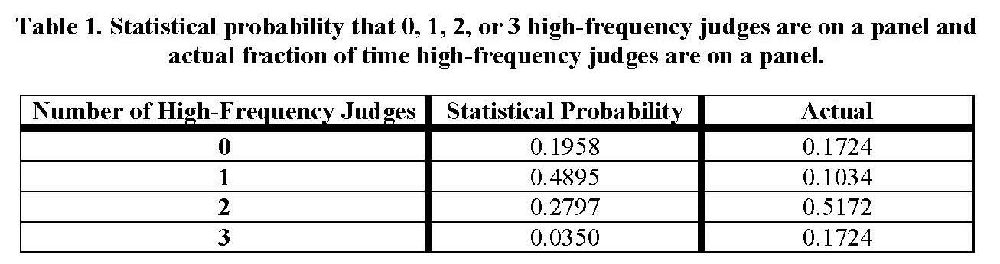 Table 1. Statistical probability that 0, 1, 2, or 3 high-frequency judges are on a panel and
actual fraction of time high-frequency judges are on a panel.
Number of High-Frequency Judges Statistical Probability Actual
0 0.1958 0.1724
1 0.4895 0.1034
2 0.2797 0.5172
3 0.0350 0.1724